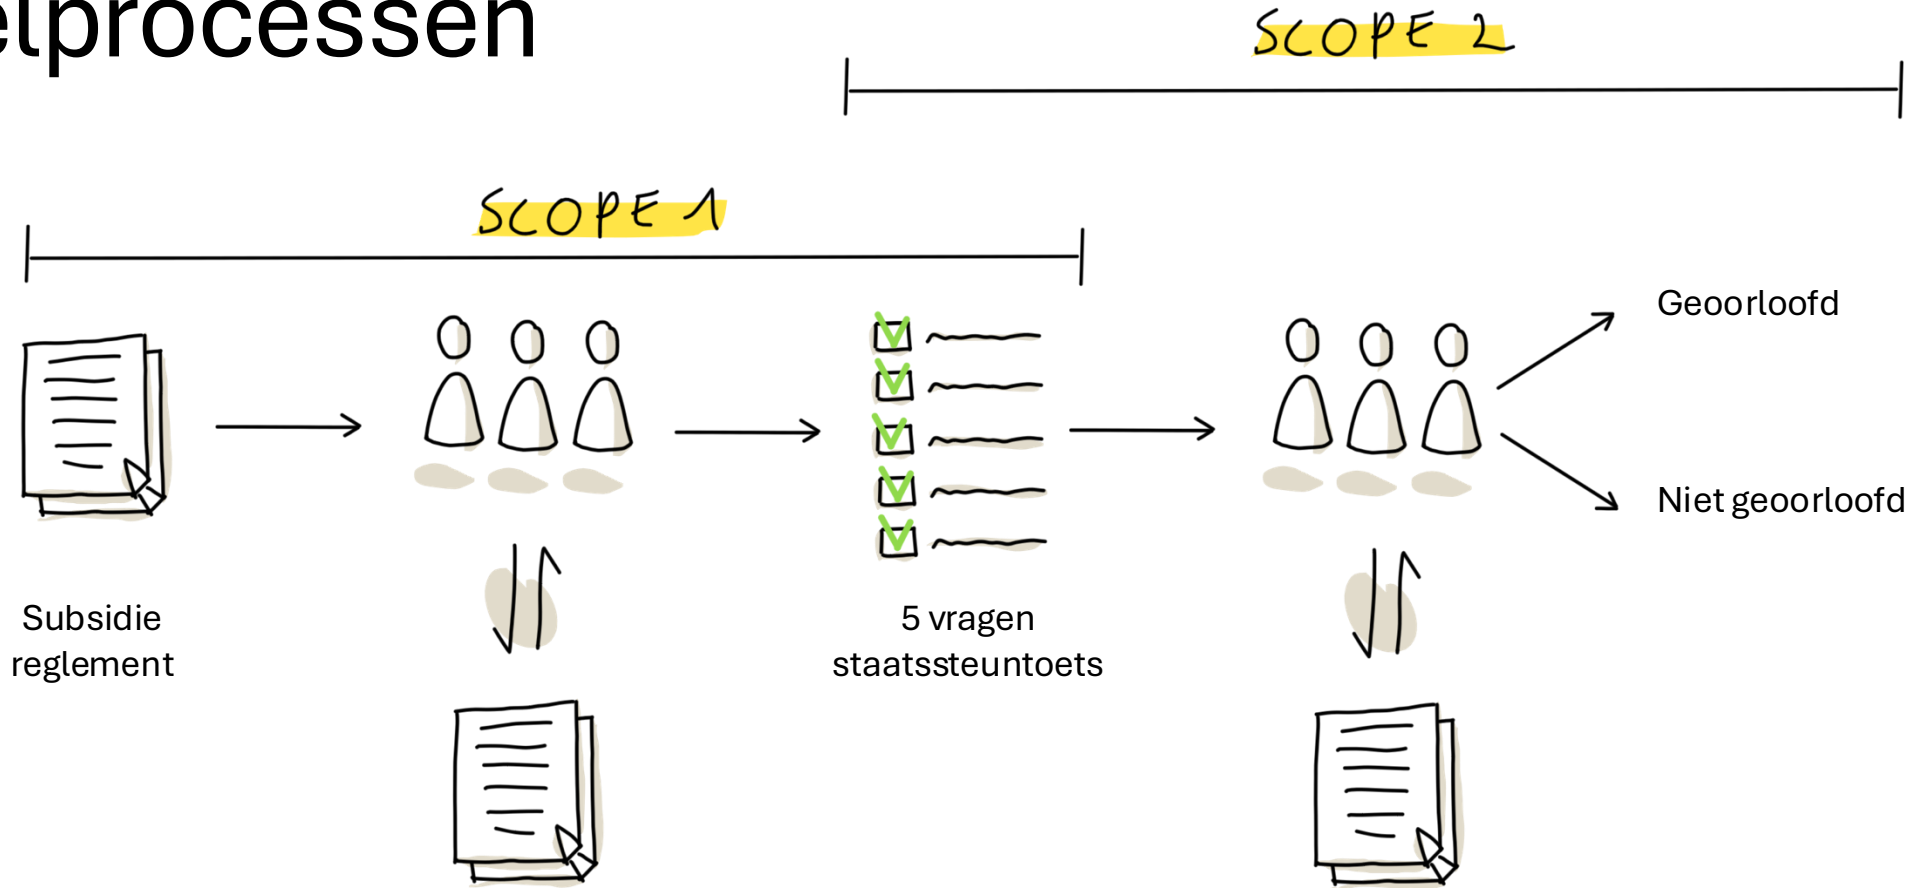 elprocessen
SCOPE 2
SCOPE 1
Geoorloofd
Niet geoorloofd
Subsidie
reglement
5 vragen
staatssteuntoets